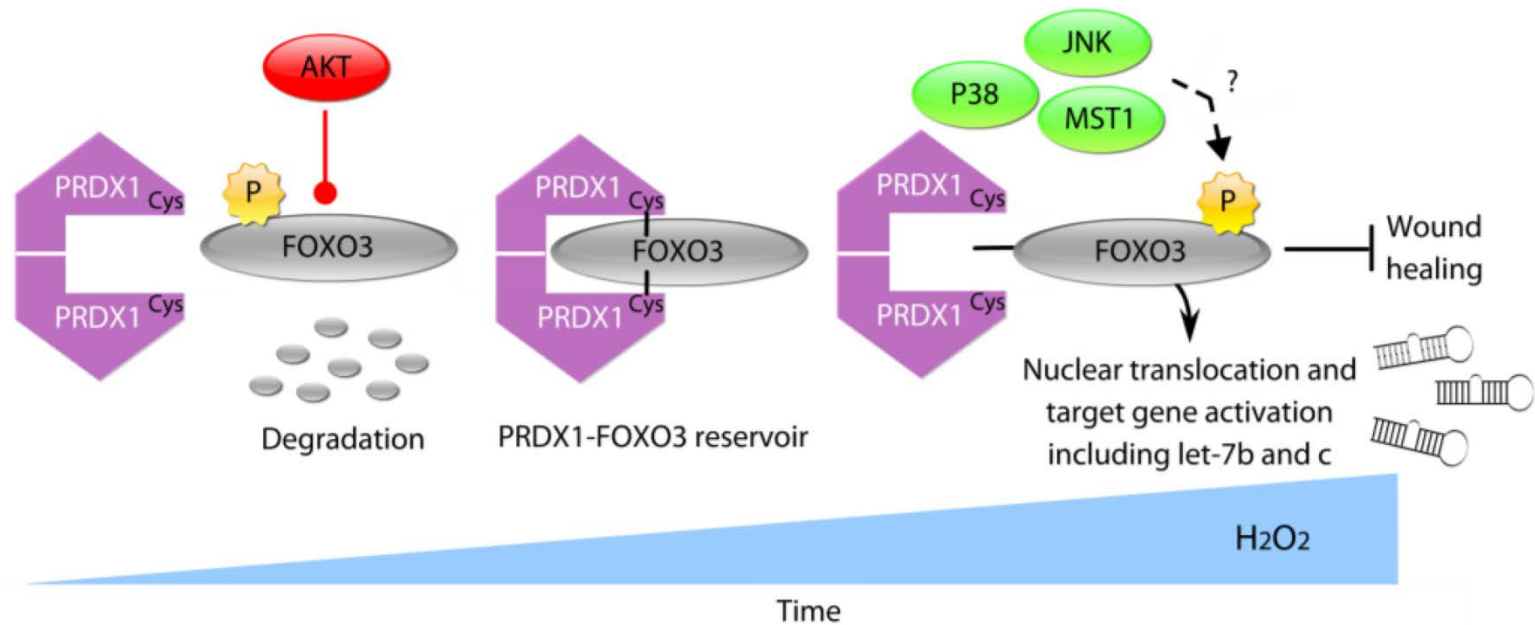 AKT
P
PRDX1
Cys
FOXO3
PRDX1
Cys
Degradation
PRDX1
Cys
FOXO3
PRDX1
Cys
PRDX1-FOXO3 reservoir
JNK
P38
MST1
?
PRDX1
Cys
P
FOXO3
PRDX1
Cys
Wound
healing
Nuclear translocation and
target gene activation
including let-7b and c
H2O2
Time